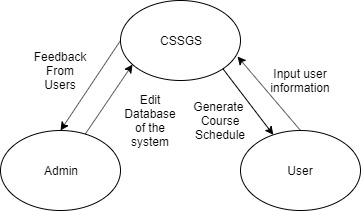 CSSGS
Feedback
From
Users
Input user
information
Edit
Database
of the
system
Generate
Course
Schedule
Admin
User